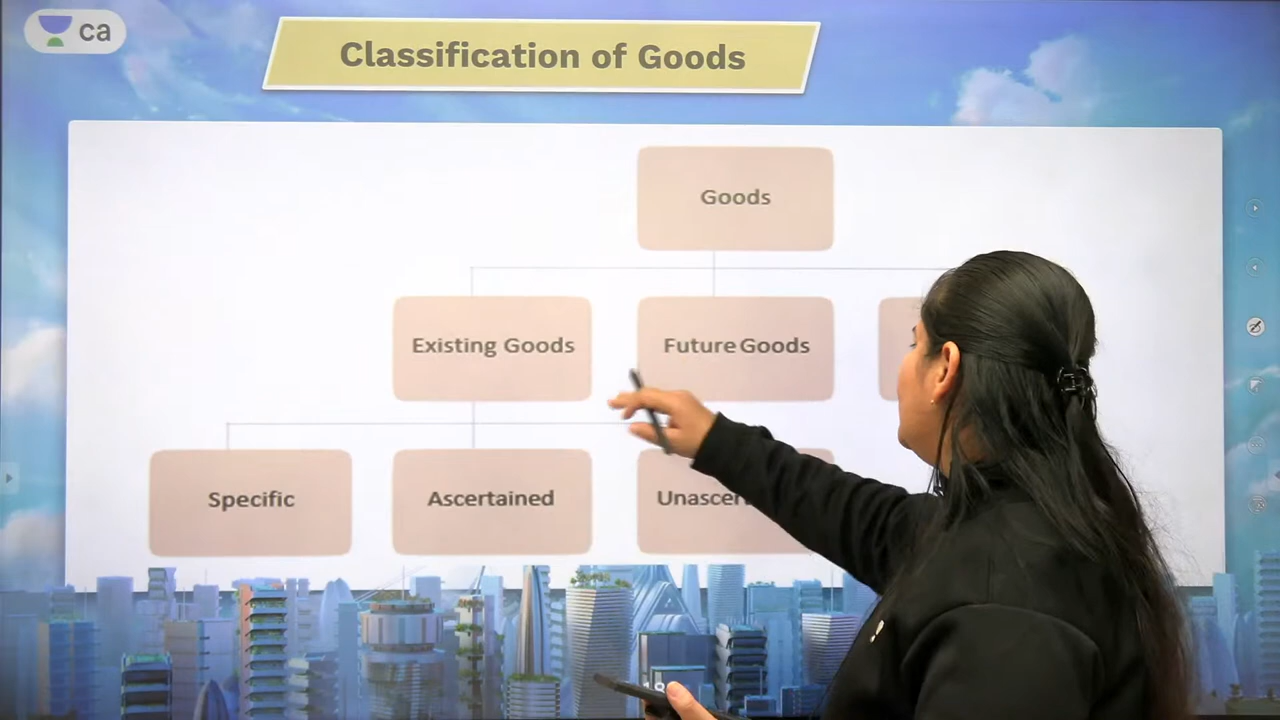 ca
Classification of Goods
Goods
Existing Goods
Future Goods
Specific
Ascertained